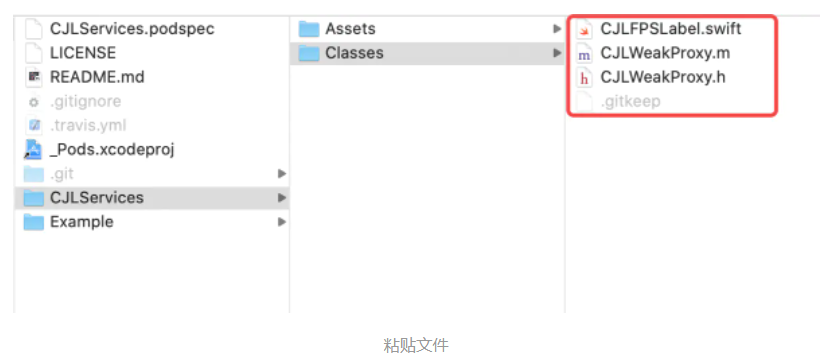 CJLServices.podspec
LICENSE
README.md
.gitignore
.travis.yml
_Pods.xcodeproj
.git
CJLServices
Example
Assets
Classes
CJLFPSLabel.swift
m CJLWeakProxy.m
h CJLWeakProxy.h
.gitkeep
粘贴文件